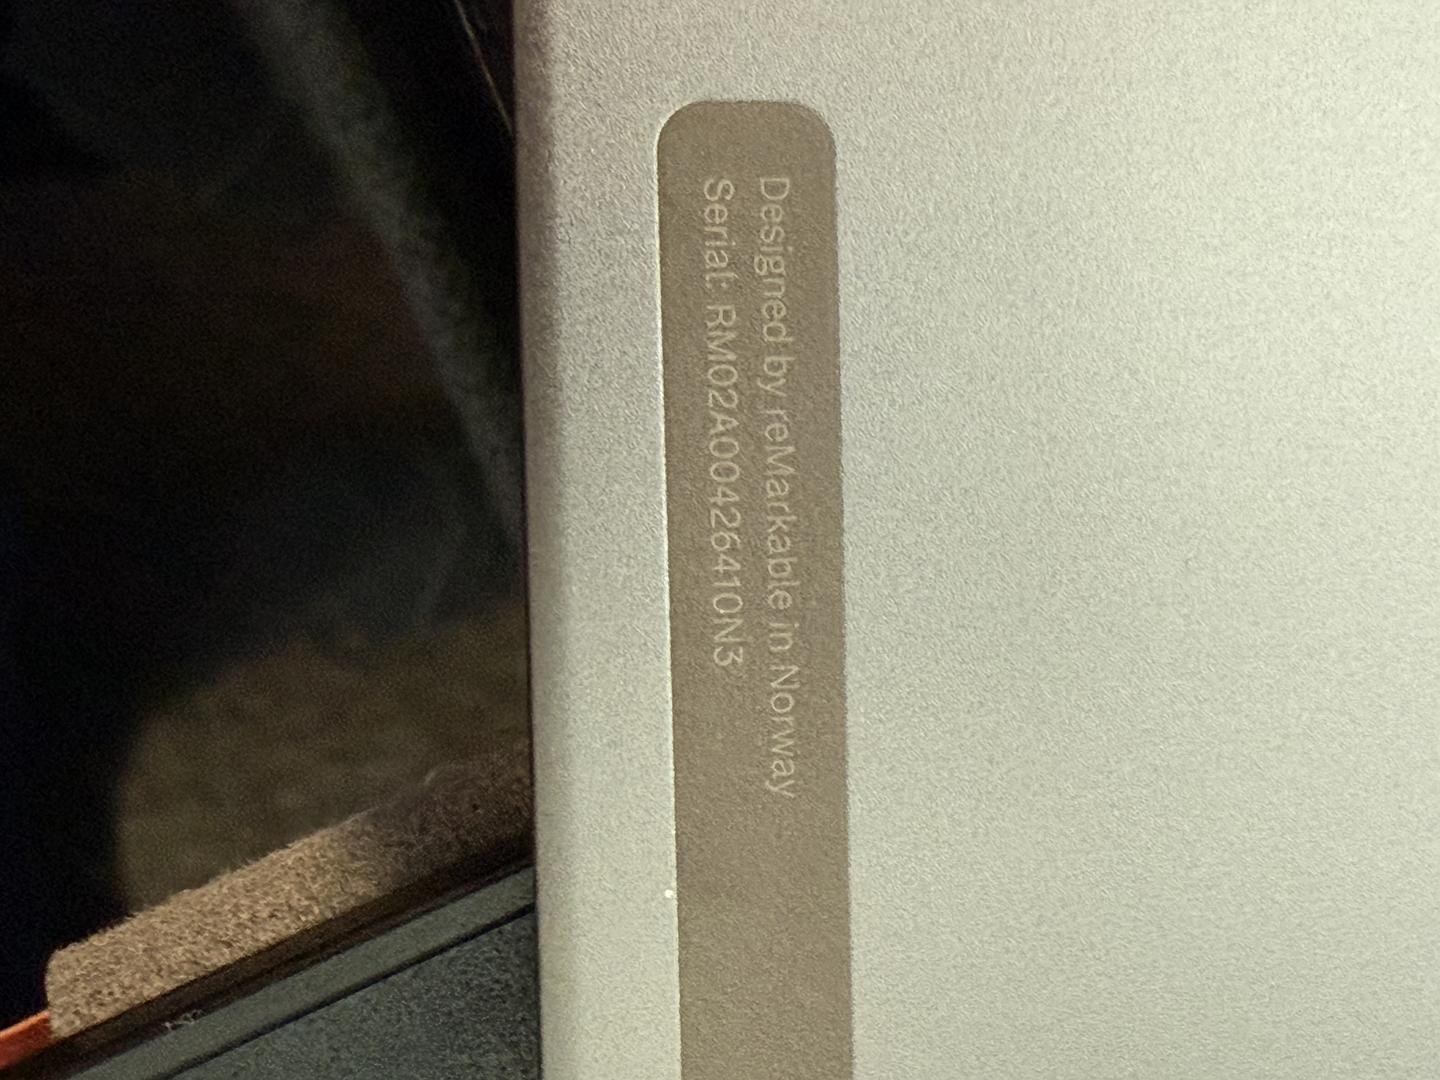 Designed by reMarkable in Norway
Serial: RM02A00426410N3